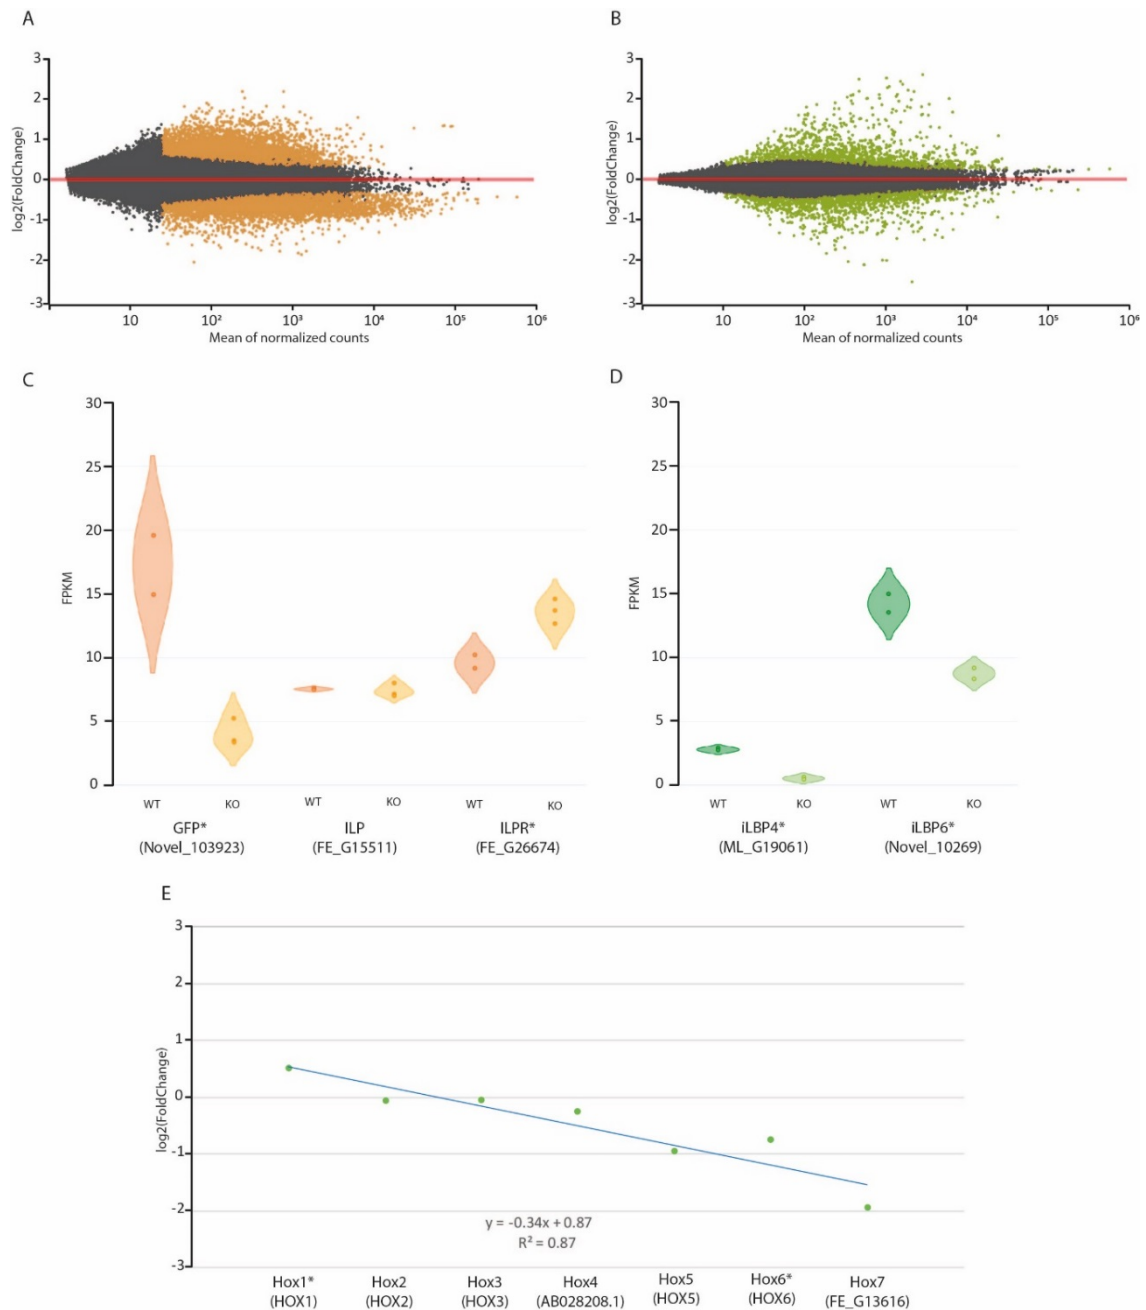 A
3
2
1
0
-1
-2
-3
log2(FoldChange)
10
10²
10³
10⁴
10⁵
10⁶
Mean of normalized counts
B
3
2
1
0
-1
-2
-3
log2(FoldChange)
10
10²
10³
10⁴
10⁵
10⁶
Mean of normalized counts
C
30
25
20
15
10
5
0
FPKM
WT
KO
WT
KO
WT
KO
GFP*
(Novel_103923)
ILP
(FE_G15511)
ILPR*
(FE_G26674)
D
30
25
20
15
10
5
0
FPKM
WT
KO
WT
KO
iLBP4*
(ML_G19061)
iLBP6*
(Novel_10269)
E
3
2
1
0
-1
-2
-3
log2(FoldChange)
y = -0.34x + 0.87
R² = 0.87
Hox1*
(HOX1)
Hox2
(HOX2)
Hox3
(HOX3)
Hox4
(AB028208.1)
Hox5
(HOX5)
Hox6*
(HOX6)
Hox7
(FE_G13616)